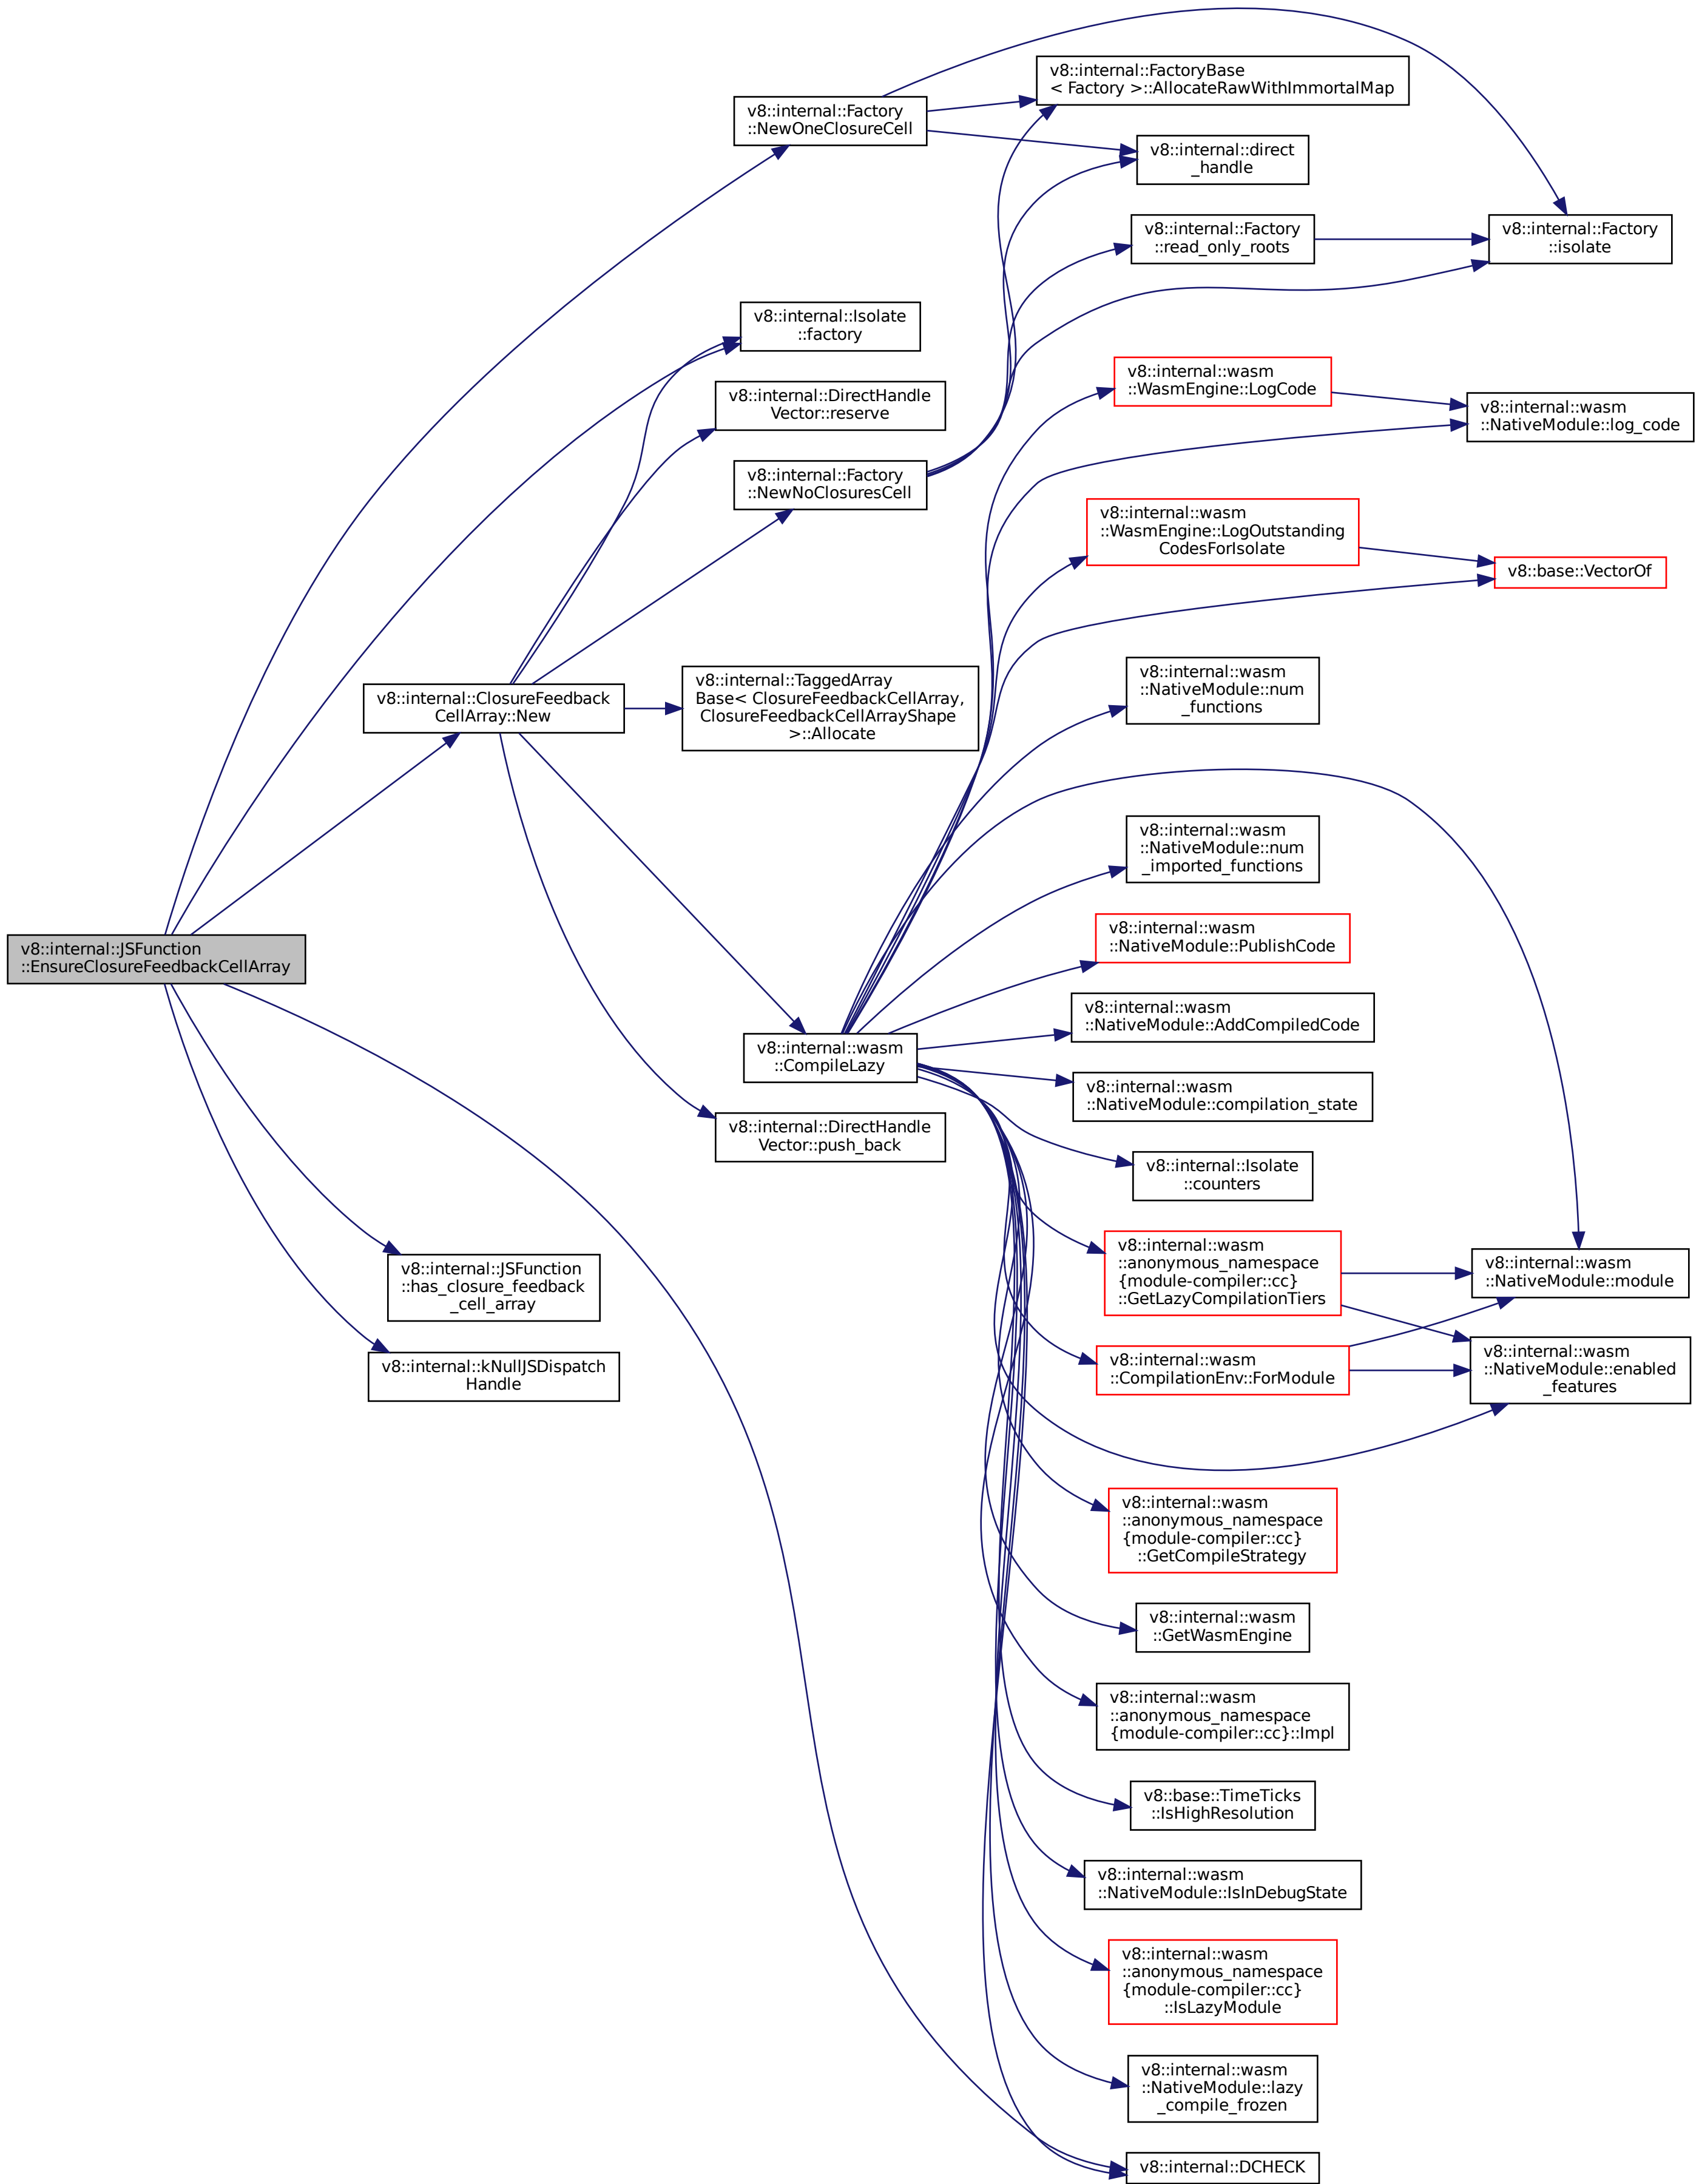 v8::internal::JSFunction
::EnsureClosureFeedbackCellArray
v8::internal::ClosureFeedback
CellArray::New
v8::internal::JSFunction
::has_closure_feedback
_cell_array
v8::internal::kNullJSDispatch
Handle
v8::internal::Factory
::NewOneClosureCell
v8::internal::Isolate
::factory
v8::internal::DirectHandle
Vector::reserve
v8::internal::Factory
::NewNoClosuresCell
v8::internal::TaggedArray
Base< ClosureFeedbackCellArray,
ClosureFeedbackCellArrayShape
>::Allocate
v8::internal::wasm
::CompileLazy
v8::internal::DirectHandle
Vector::push_back
v8::internal::FactoryBase
< Factory >::AllocateRawWithImmortalMap
v8::internal::direct
_handle
v8::internal::Factory
::read_only_roots
v8::internal::wasm
::WasmEngine::LogCode
v8::internal::wasm
::WasmEngine::LogOutstanding
CodesForIsolate
v8::internal::wasm
::NativeModule::num
_functions
v8::internal::wasm
::NativeModule::num
_imported_functions
v8::internal::wasm
::NativeModule::PublishCode
v8::internal::wasm
::NativeModule::AddCompiledCode
v8::internal::wasm
::NativeModule::compilation_state
v8::internal::Isolate
::counters
v8::internal::wasm
::anonymous_namespace
{module-compiler::cc}
::GetLazyCompilationTiers
v8::internal::wasm
::CompilationEnv::ForModule
v8::internal::wasm
::anonymous_namespace
{module-compiler::cc}
::GetCompileStrategy
v8::internal::wasm
::GetWasmEngine
v8::internal::wasm
::anonymous_namespace
{module-compiler::cc}::Impl
v8::base::TimeTicks
::IsHighResolution
v8::internal::wasm
::NativeModule::IsInDebugState
v8::internal::wasm
::anonymous_namespace
{module-compiler::cc}
::IsLazyModule
v8::internal::wasm
::NativeModule::lazy
_compile_frozen
v8::internal::DCHECK
v8::internal::Factory
::isolate
v8::internal::wasm
::NativeModule::log_code
v8::base::VectorOf
v8::internal::wasm
::NativeModule::module
v8::internal::wasm
::NativeModule::enabled
_features